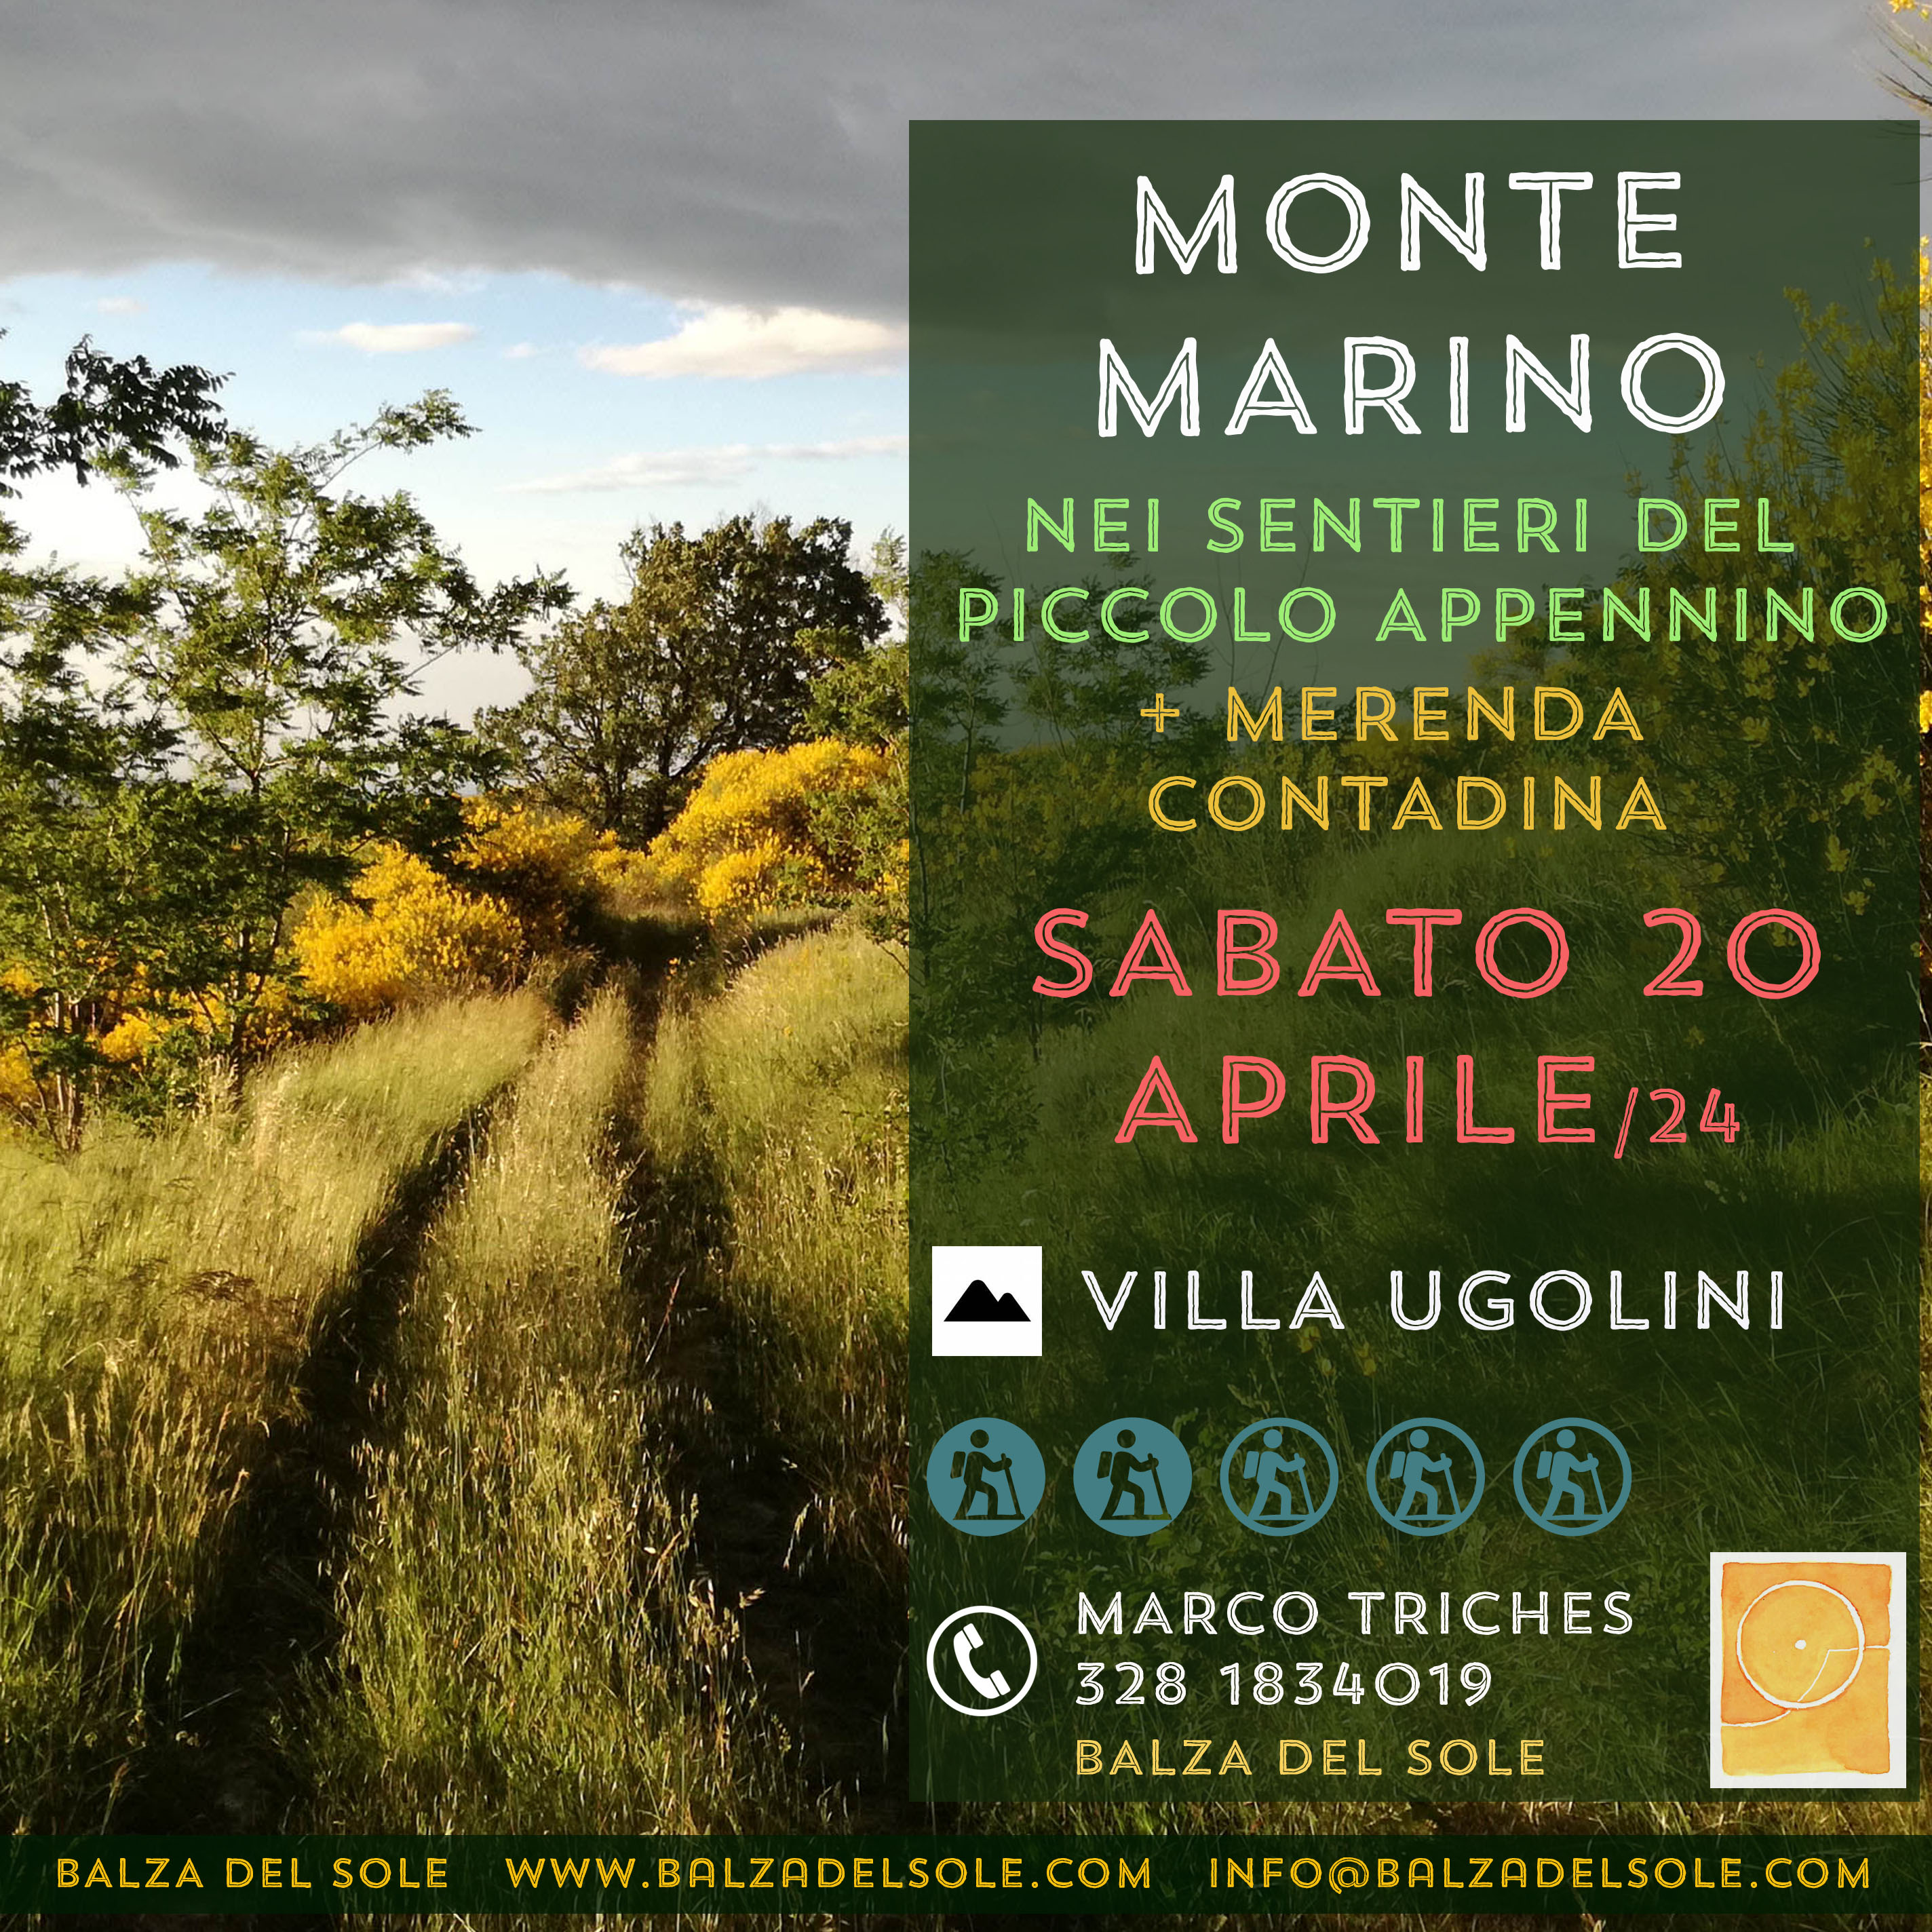 MONTE
MARINO
NEI SENTIERI DEL
PICCOLO APPENNINO
+ MERENDA
CONTADINA
SABATO 20
APRILE/24
VILLA UGOLINI
MARCO TRICHES
328 1834019
BALZA DEL SOLE
BALZA DEL SOLE WWW.BALZADELSOLE.COM INFO@BALZADELSOLE.COM